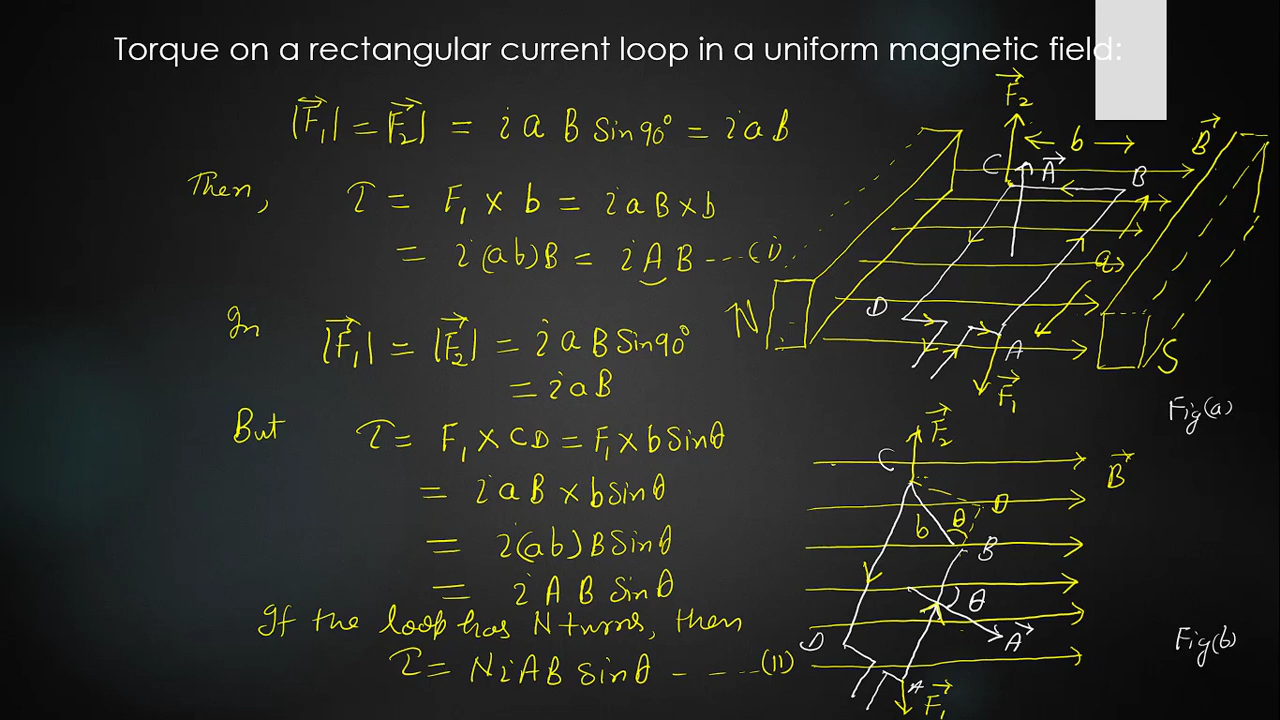 Torque on a rectangular current loop in a uniform magnetic field:
|F⃗₁| = |F⃗₂| = i a B Sin90° = i a B
Then, τ = F₁ × b = i a B × b
= i (ab) B = i A B ---- (i)
In |F⃗₁| = |F⃗₂| = i a B Sin90°
= i a B
But τ = F₁ × CD = F₁ × b Sinθ
= i a B × b Sinθ
= i (ab) B Sinθ
= i A B Sinθ
If the loop has N turns, then
τ = N i A B sinθ - - - --- (11)
F⃗₂
b
B⃗
C
A⃗
B
a
D
N
A
S
F⃗₁
Fig(a)
F⃗₂
C
B⃗
D
b
θ
B
θ
D
A⃗
Fig(b)
A
F⃗₁